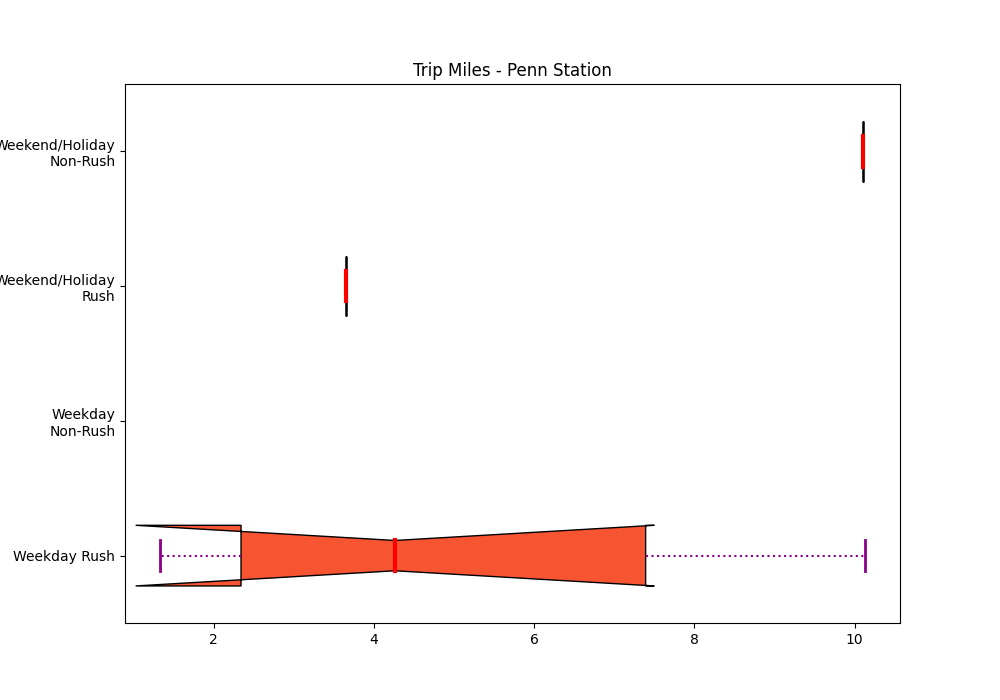 Trip Miles - Penn Station
Weekend/Holiday
Non-Rush
Weekend/Holiday
Rush
Weekday
Non-Rush
Weekday Rush
2 4 6 8 10